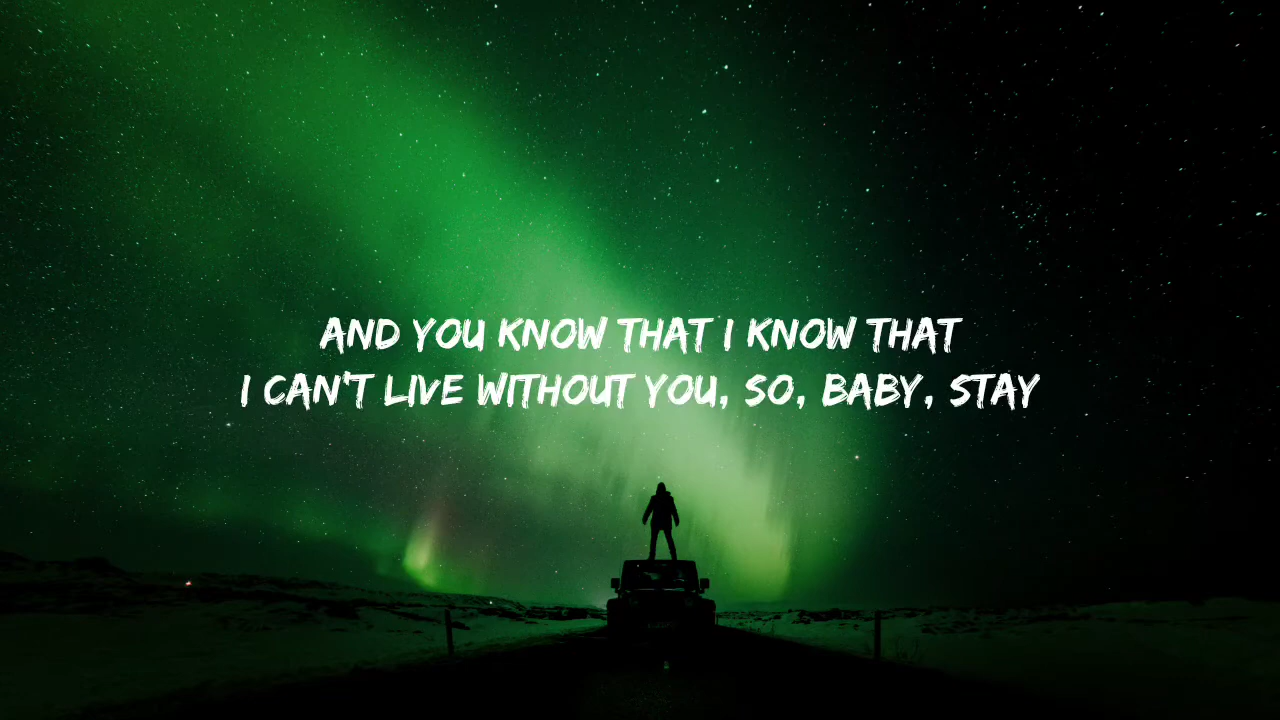 AND YOU KNOW THAT I KNOW THAT
I CAN'T LIVE WITHOUT YOU, SO, BABY, STAY